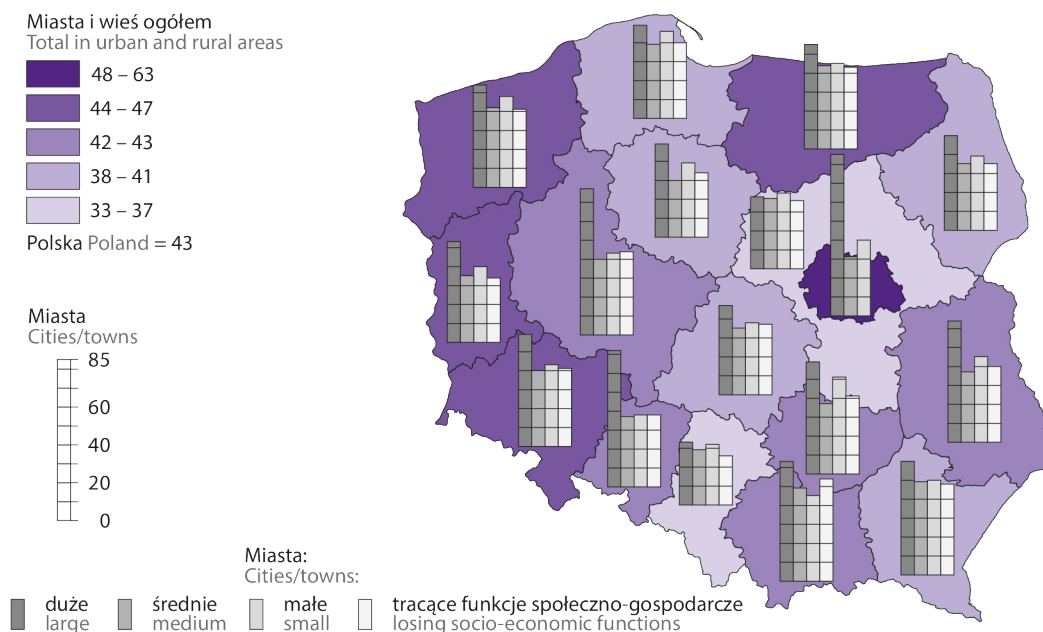 Miasta i wieś ogółem
Total in urban and rural areas
48 – 63
44 – 47
42 – 43
38 – 41
33 – 37
Polska Poland = 43
Miasta
Cities/towns
85
60
40
20
0
Miasta:
Cities/towns:
duże
large
średnie
medium
małe
small
tracące funkcje społeczno-gospodarcze
losing socio-economic functions